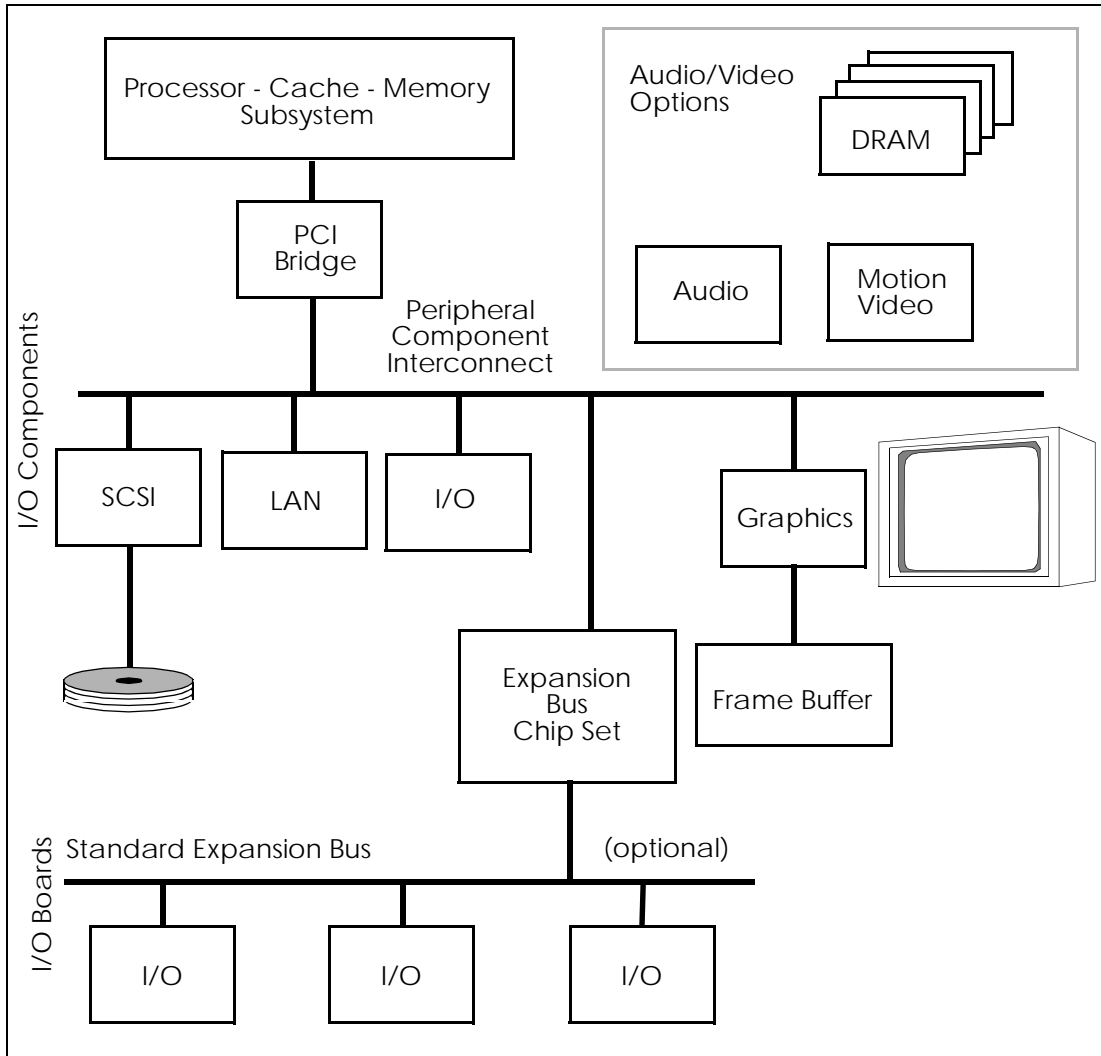 Processor - Cache - Memory
Subsystem
Audio/Video
Options
DRAM
PCI
Bridge
Audio
Motion
Video
Peripheral
Component
Interconnect
I/O Components
SCSI
LAN
I/O
Graphics
Expansion
Bus
Chip Set
Frame Buffer
I/O Boards
Standard Expansion Bus
(optional)
I/O
I/O
I/O